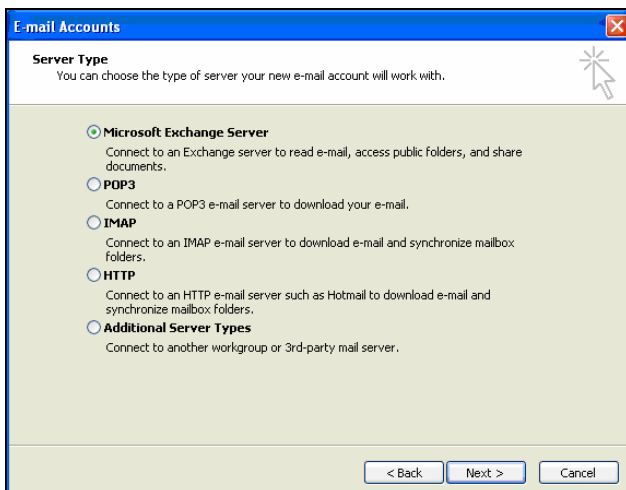 E-mail Accounts
Server Type
You can choose the type of server your new e-mail account will work with.
Microsoft Exchange Server
Connect to an Exchange server to read e-mail, access public folders, and share
documents.
POP3
Connect to a POP3 e-mail server to download your e-mail.
IMAP
Connect to an IMAP e-mail server to download e-mail and synchronize mailbox
folders.
HTTP
Connect to an HTTP e-mail server such as Hotmail to download e-mail and
synchronize mailbox folders.
Additional Server Types
Connect to another workgroup or 3rd-party mail server.
< Back Next > Cancel